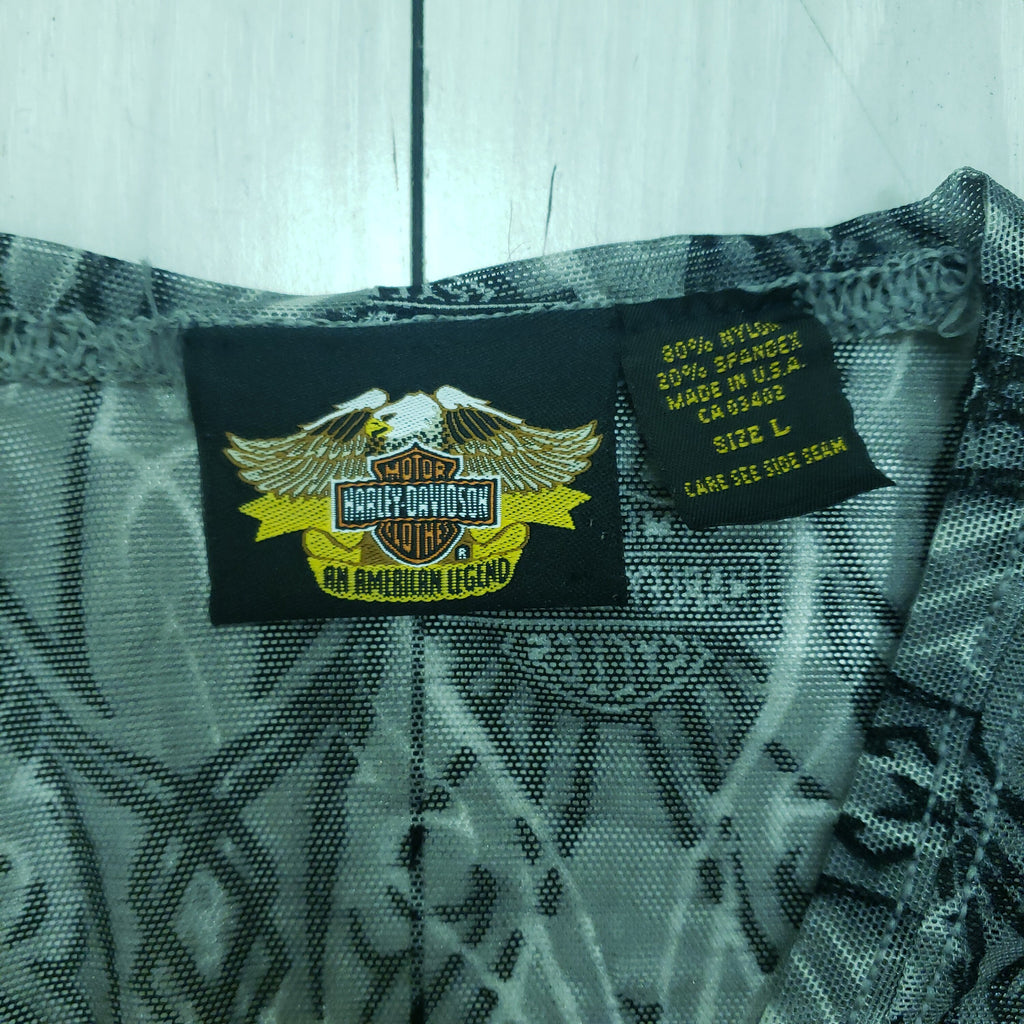 MOTOR
HARLEY-DAVIDSON
CLOTHES
®
AN AMERICAN LEGEND
80% NYLON
20% SPANDEX
MADE IN U.S.A.
CA 03402
SIZE L
CARE SEE SIDE SEAM